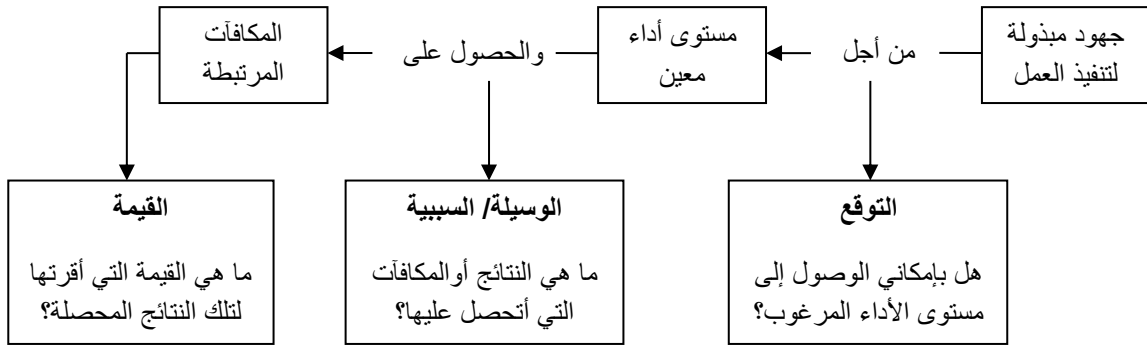 جهود مبذولة
لتنفيذ العمل
من أجل
مستوى أداء
معين
والحصول على
المكافآت
المرتبطة
التوقع
هل بإمكاني الوصول إلى
مستوى الأداء المرغوب؟
الوسيلة/ السببية
ما هي النتائج أوالمكافآت
التي أتحصل عليها؟
القيمة
ما هي القيمة التي أقرتها
لتلك النتائج المحصلة؟